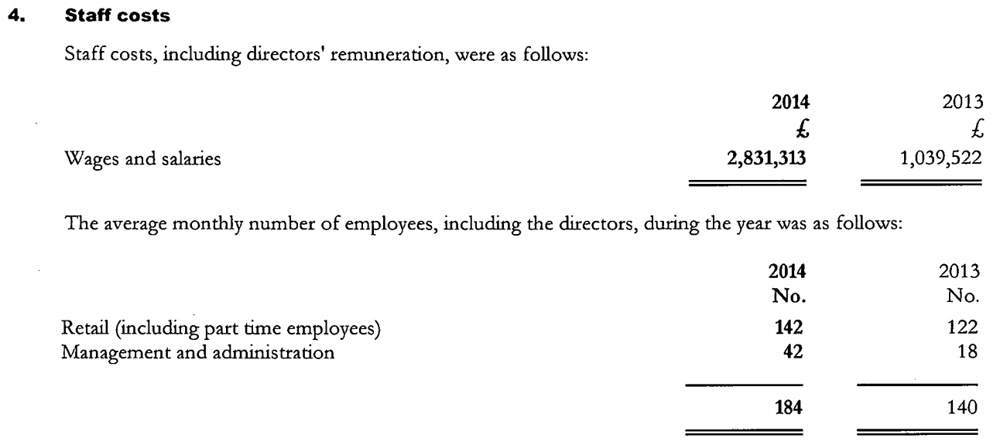 4. Staff costs
Staff costs, including directors' remuneration, were as follows:
2014 2013
£ £
Wages and salaries 2,831,313 1,039,522
The average monthly number of employees, including the directors, during the year was as follows:
2014 2013
No. No.
Retail (including part time employees) 142 122
Management and administration 42 18
184 140